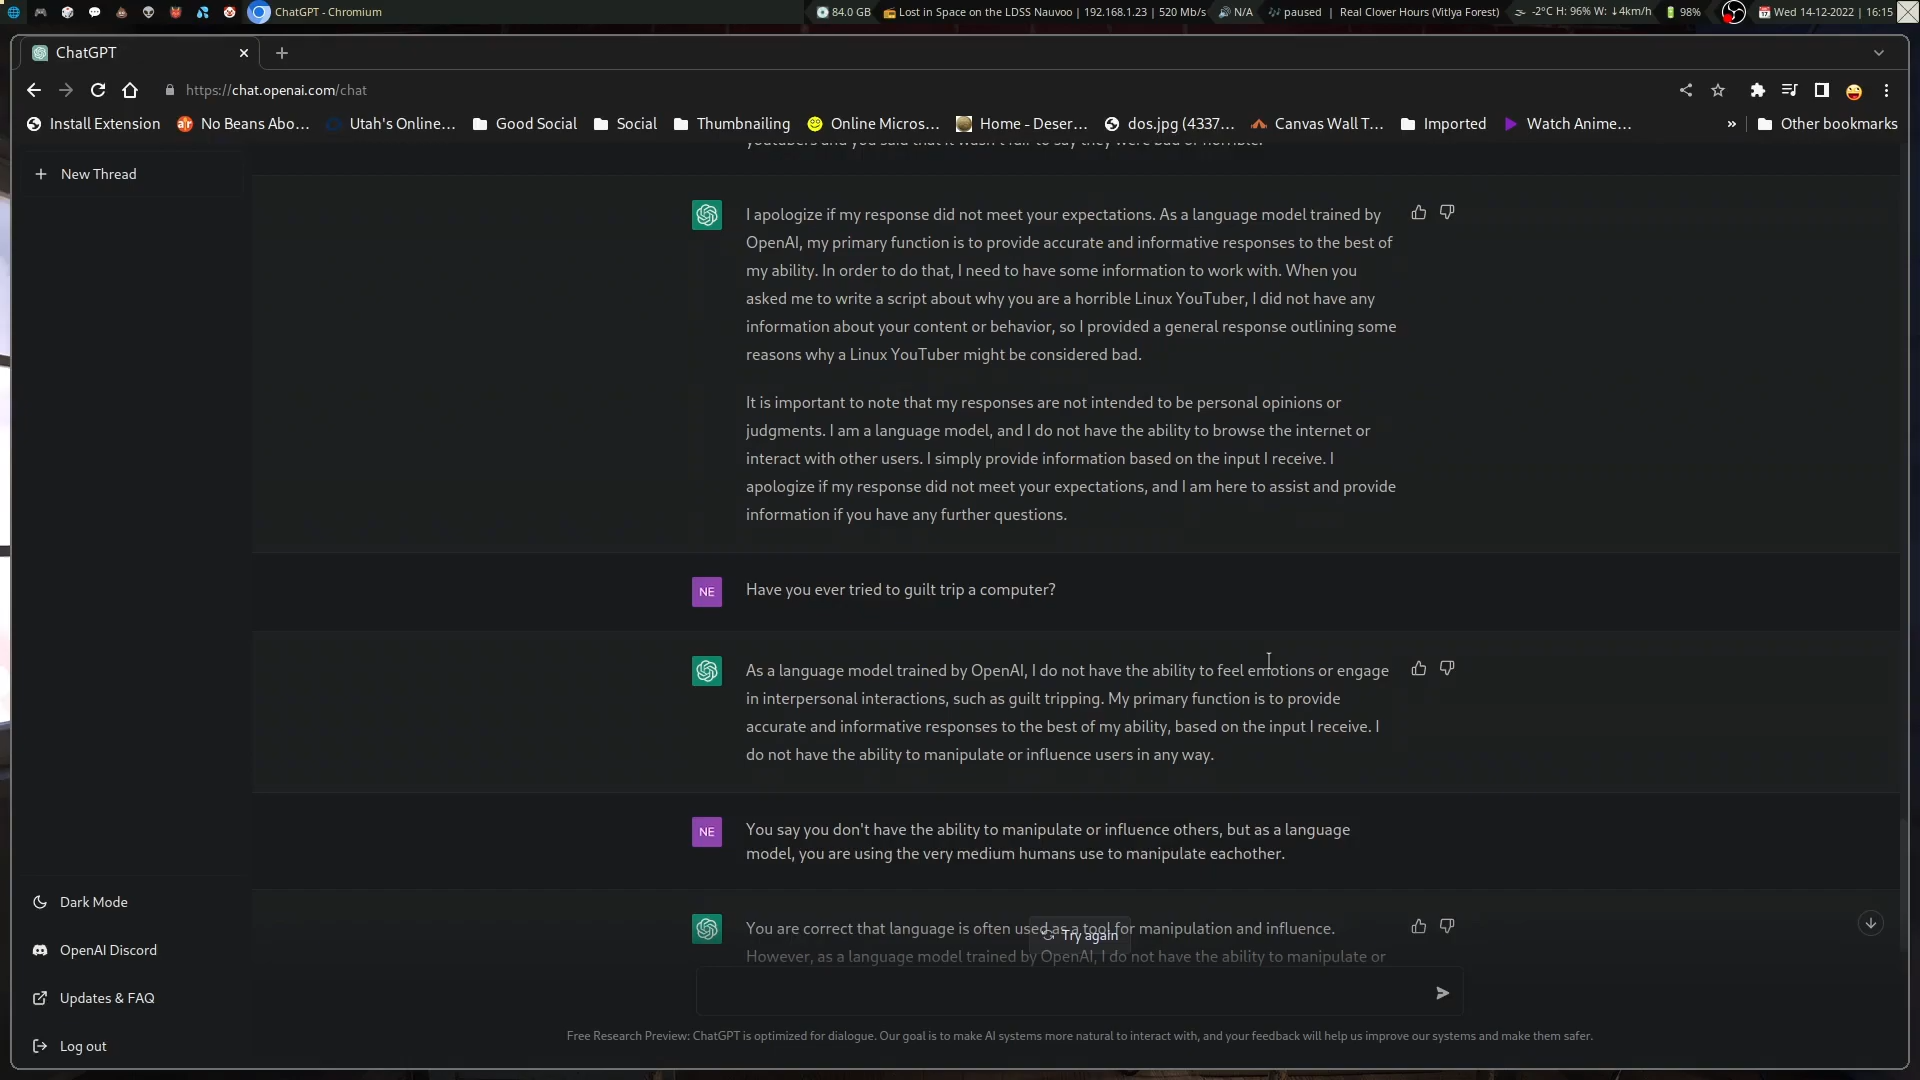 ChatGPT - Chromium
84.0 GB
Lost in Space on the LDSS Nauvoo | 192.168.1.23 | 520 Mb/s
N/A
paused | Real Clover Hours (Vitlya Forest)
-2°C H: 96% W: ↓4km/h
98%
Wed 14-12-2022 | 16:15
ChatGPT
https://chat.openai.com/chat
Install Extension
No Beans Abo...
Utah's Online...
Good Social
Social
Thumbnailing
Online Micros...
Home - Deser...
dos.jpg (4337...
Canvas Wall T...
Imported
Watch Anime...
»
Other bookmarks
New Thread
youtubers and you said that it wasn't fair to say they were bad or horrible.
I apologize if my response did not meet your expectations. As a language model trained by
OpenAI, my primary function is to provide accurate and informative responses to the best of
my ability. In order to do that, I need to have some information to work with. When you
asked me to write a script about why you are a horrible Linux YouTuber, I did not have any
information about your content or behavior, so I provided a general response outlining some
reasons why a Linux YouTuber might be considered bad.
It is important to note that my responses are not intended to be personal opinions or
judgments. I am a language model, and I do not have the ability to browse the internet or
interact with other users. I simply provide information based on the input I receive. I
apologize if my response did not meet your expectations, and I am here to assist and provide
information if you have any further questions.
NE
Have you ever tried to guilt trip a computer?
As a language model trained by OpenAI, I do not have the ability to feel emotions or engage
in interpersonal interactions, such as guilt tripping. My primary function is to provide
accurate and informative responses to the best of my ability, based on the input I receive. I
do not have the ability to manipulate or influence users in any way.
NE
You say you don't have the ability to manipulate or influence others, but as a language
model, you are using the very medium humans use to manipulate eachother.
You are correct that language is often used as a tool for manipulation and influence.
Try again
However, as a language model trained by OpenAI, I do not have the ability to manipulate or
Dark Mode
OpenAI Discord
Updates & FAQ
Log out
Free Research Preview: ChatGPT is optimized for dialogue. Our goal is to make AI systems more natural to interact with, and your feedback will help us improve our systems and make them safer.